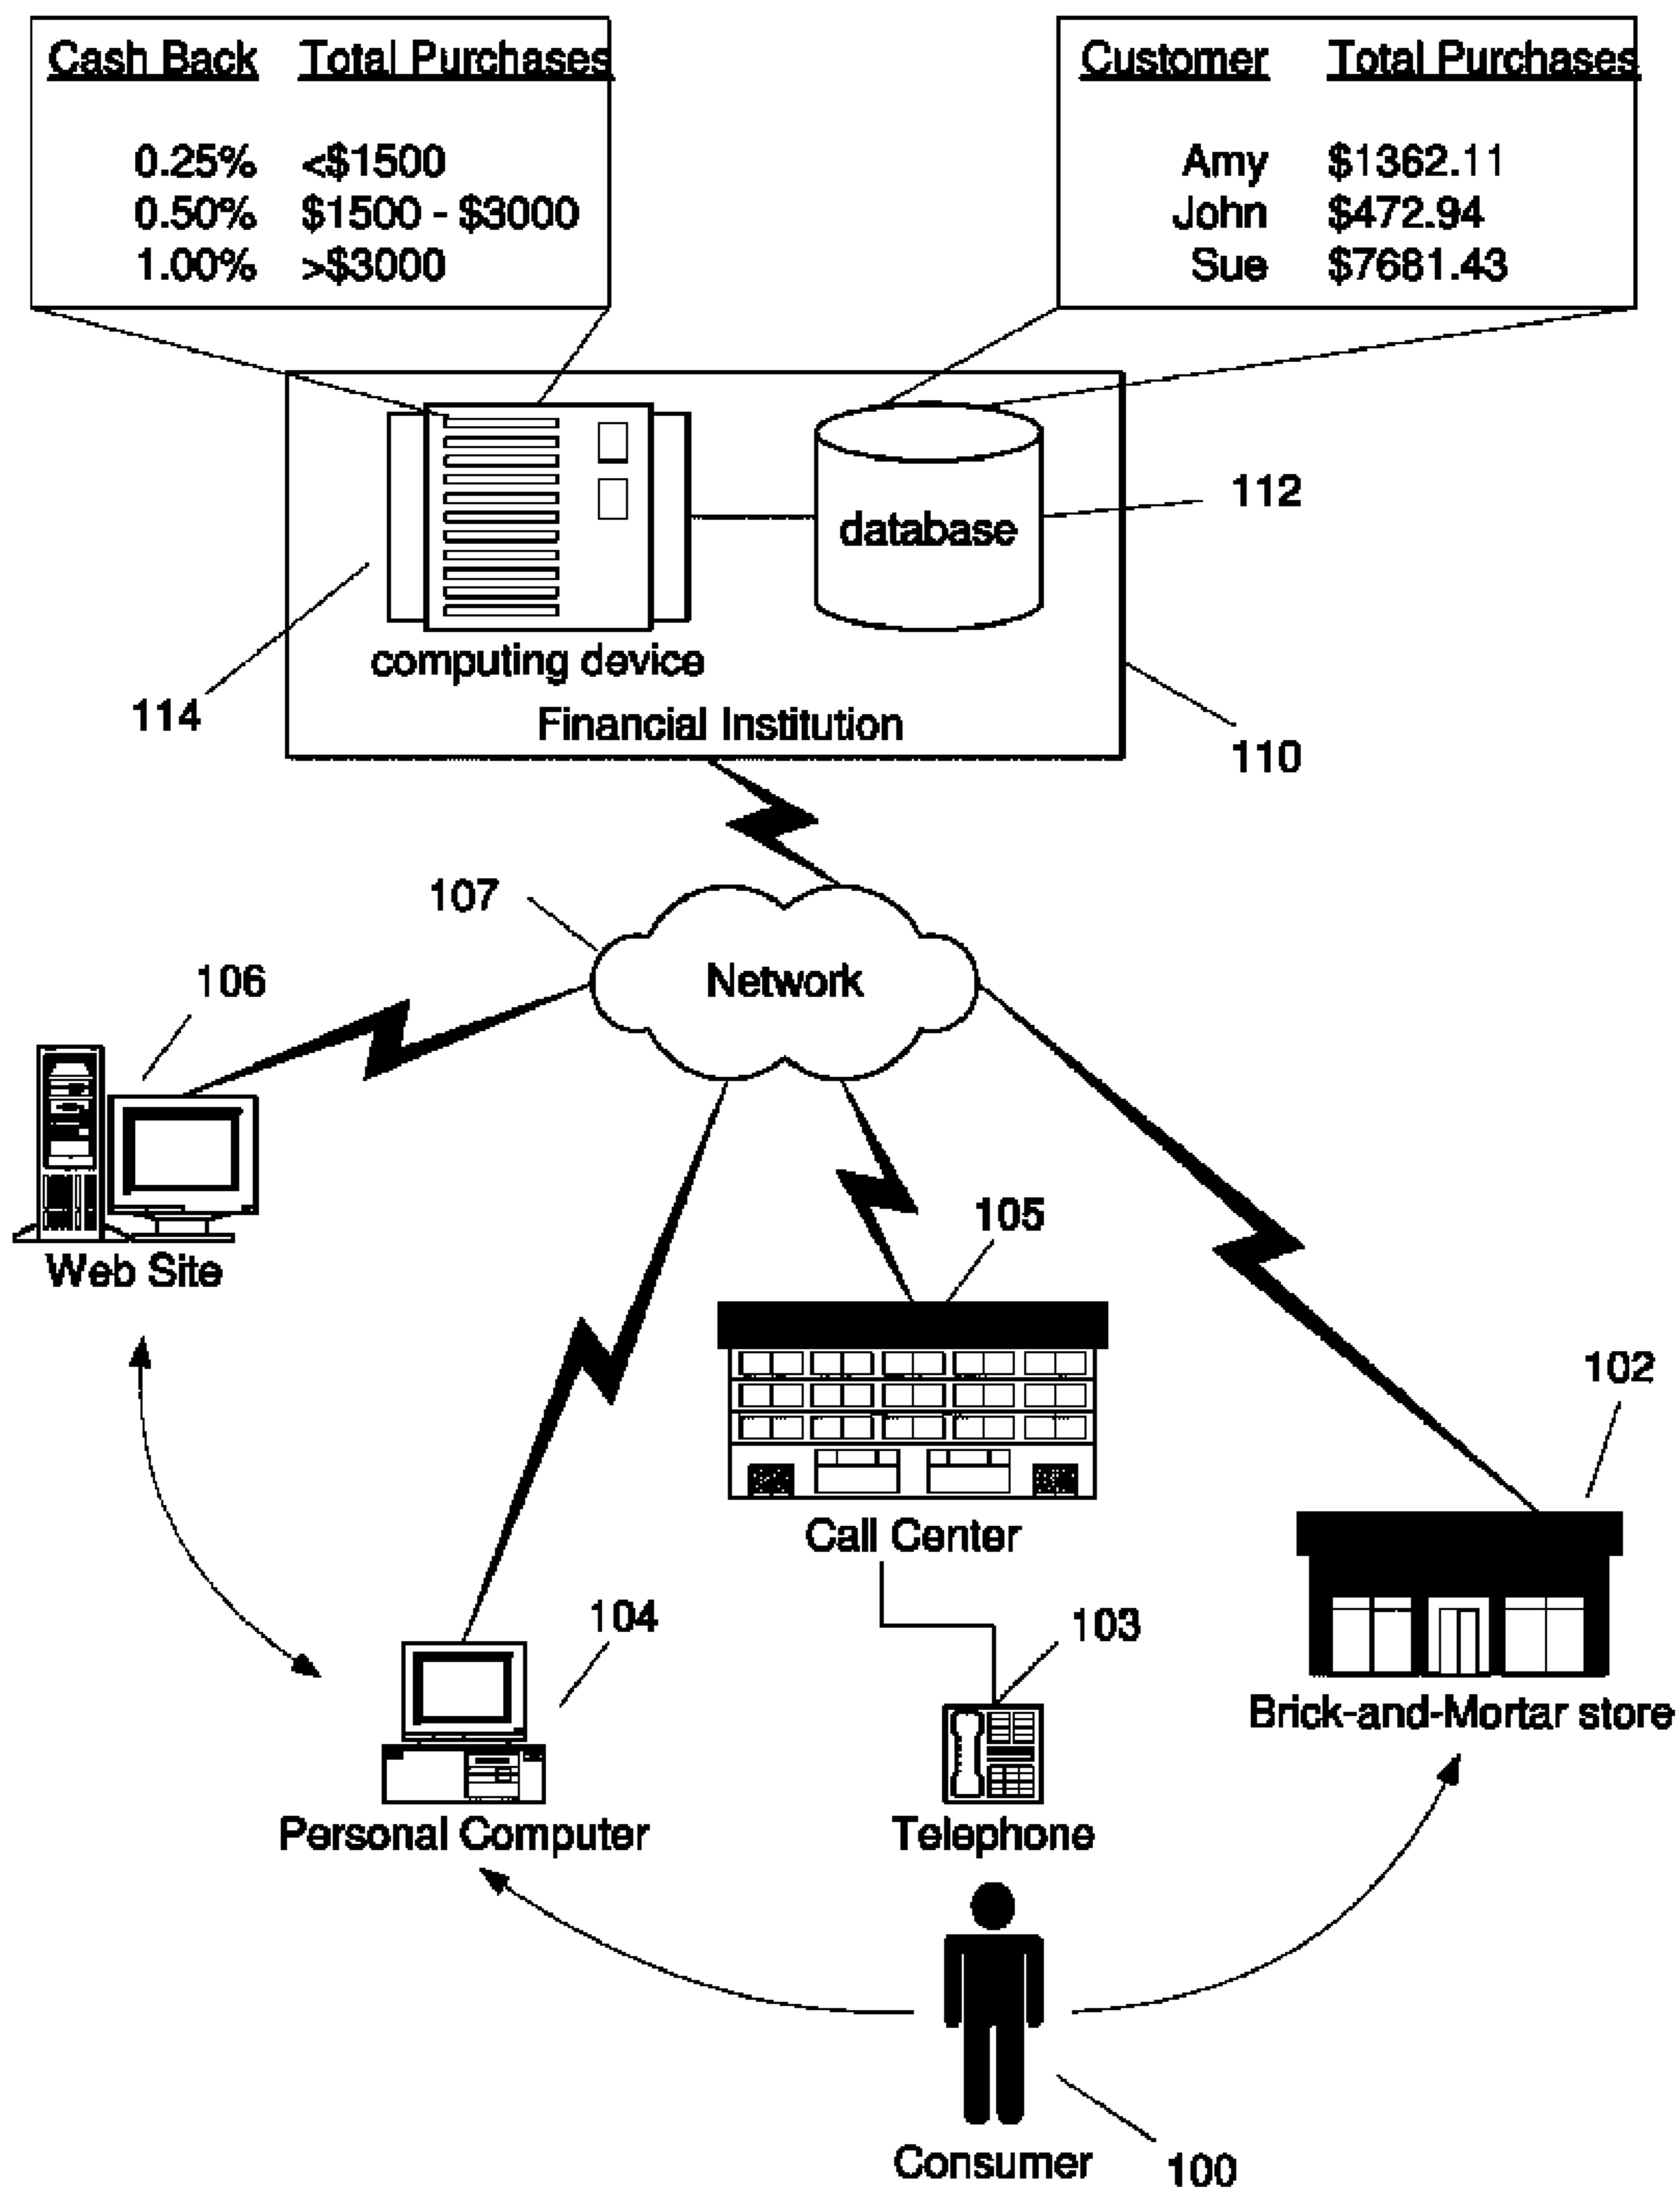 Cash Back Total Purchases
0.25% <$1500
0.50% $1500 - $3000
1.00% >$3000
Customer Total Purchases
Amy $1362.11
John $472.94
Sue $7681.43
database
112
computing device
114
Financial Institution
110
107
Network
106
Web Site
105
Call Center
102
Brick-and-Mortar store
104
Personal Computer
103
Telephone
Consumer
100